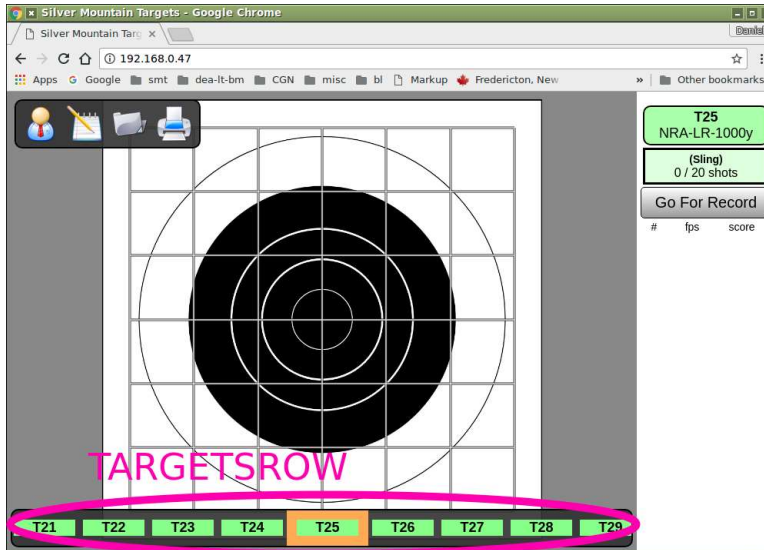 Silver Mountain Targets - Google Chrome
Silver Mountain Targ
Daniel
192.168.0.47
Apps Google smt dea-lt-bm CGN misc bl Markup Fredericton, New » Other bookmarks
T25
NRA-LR-1000y
(Sling)
0 / 20 shots
Go For Record
# fps score
TARGETSROW
T21 T22 T23 T24 T25 T26 T27 T28 T29